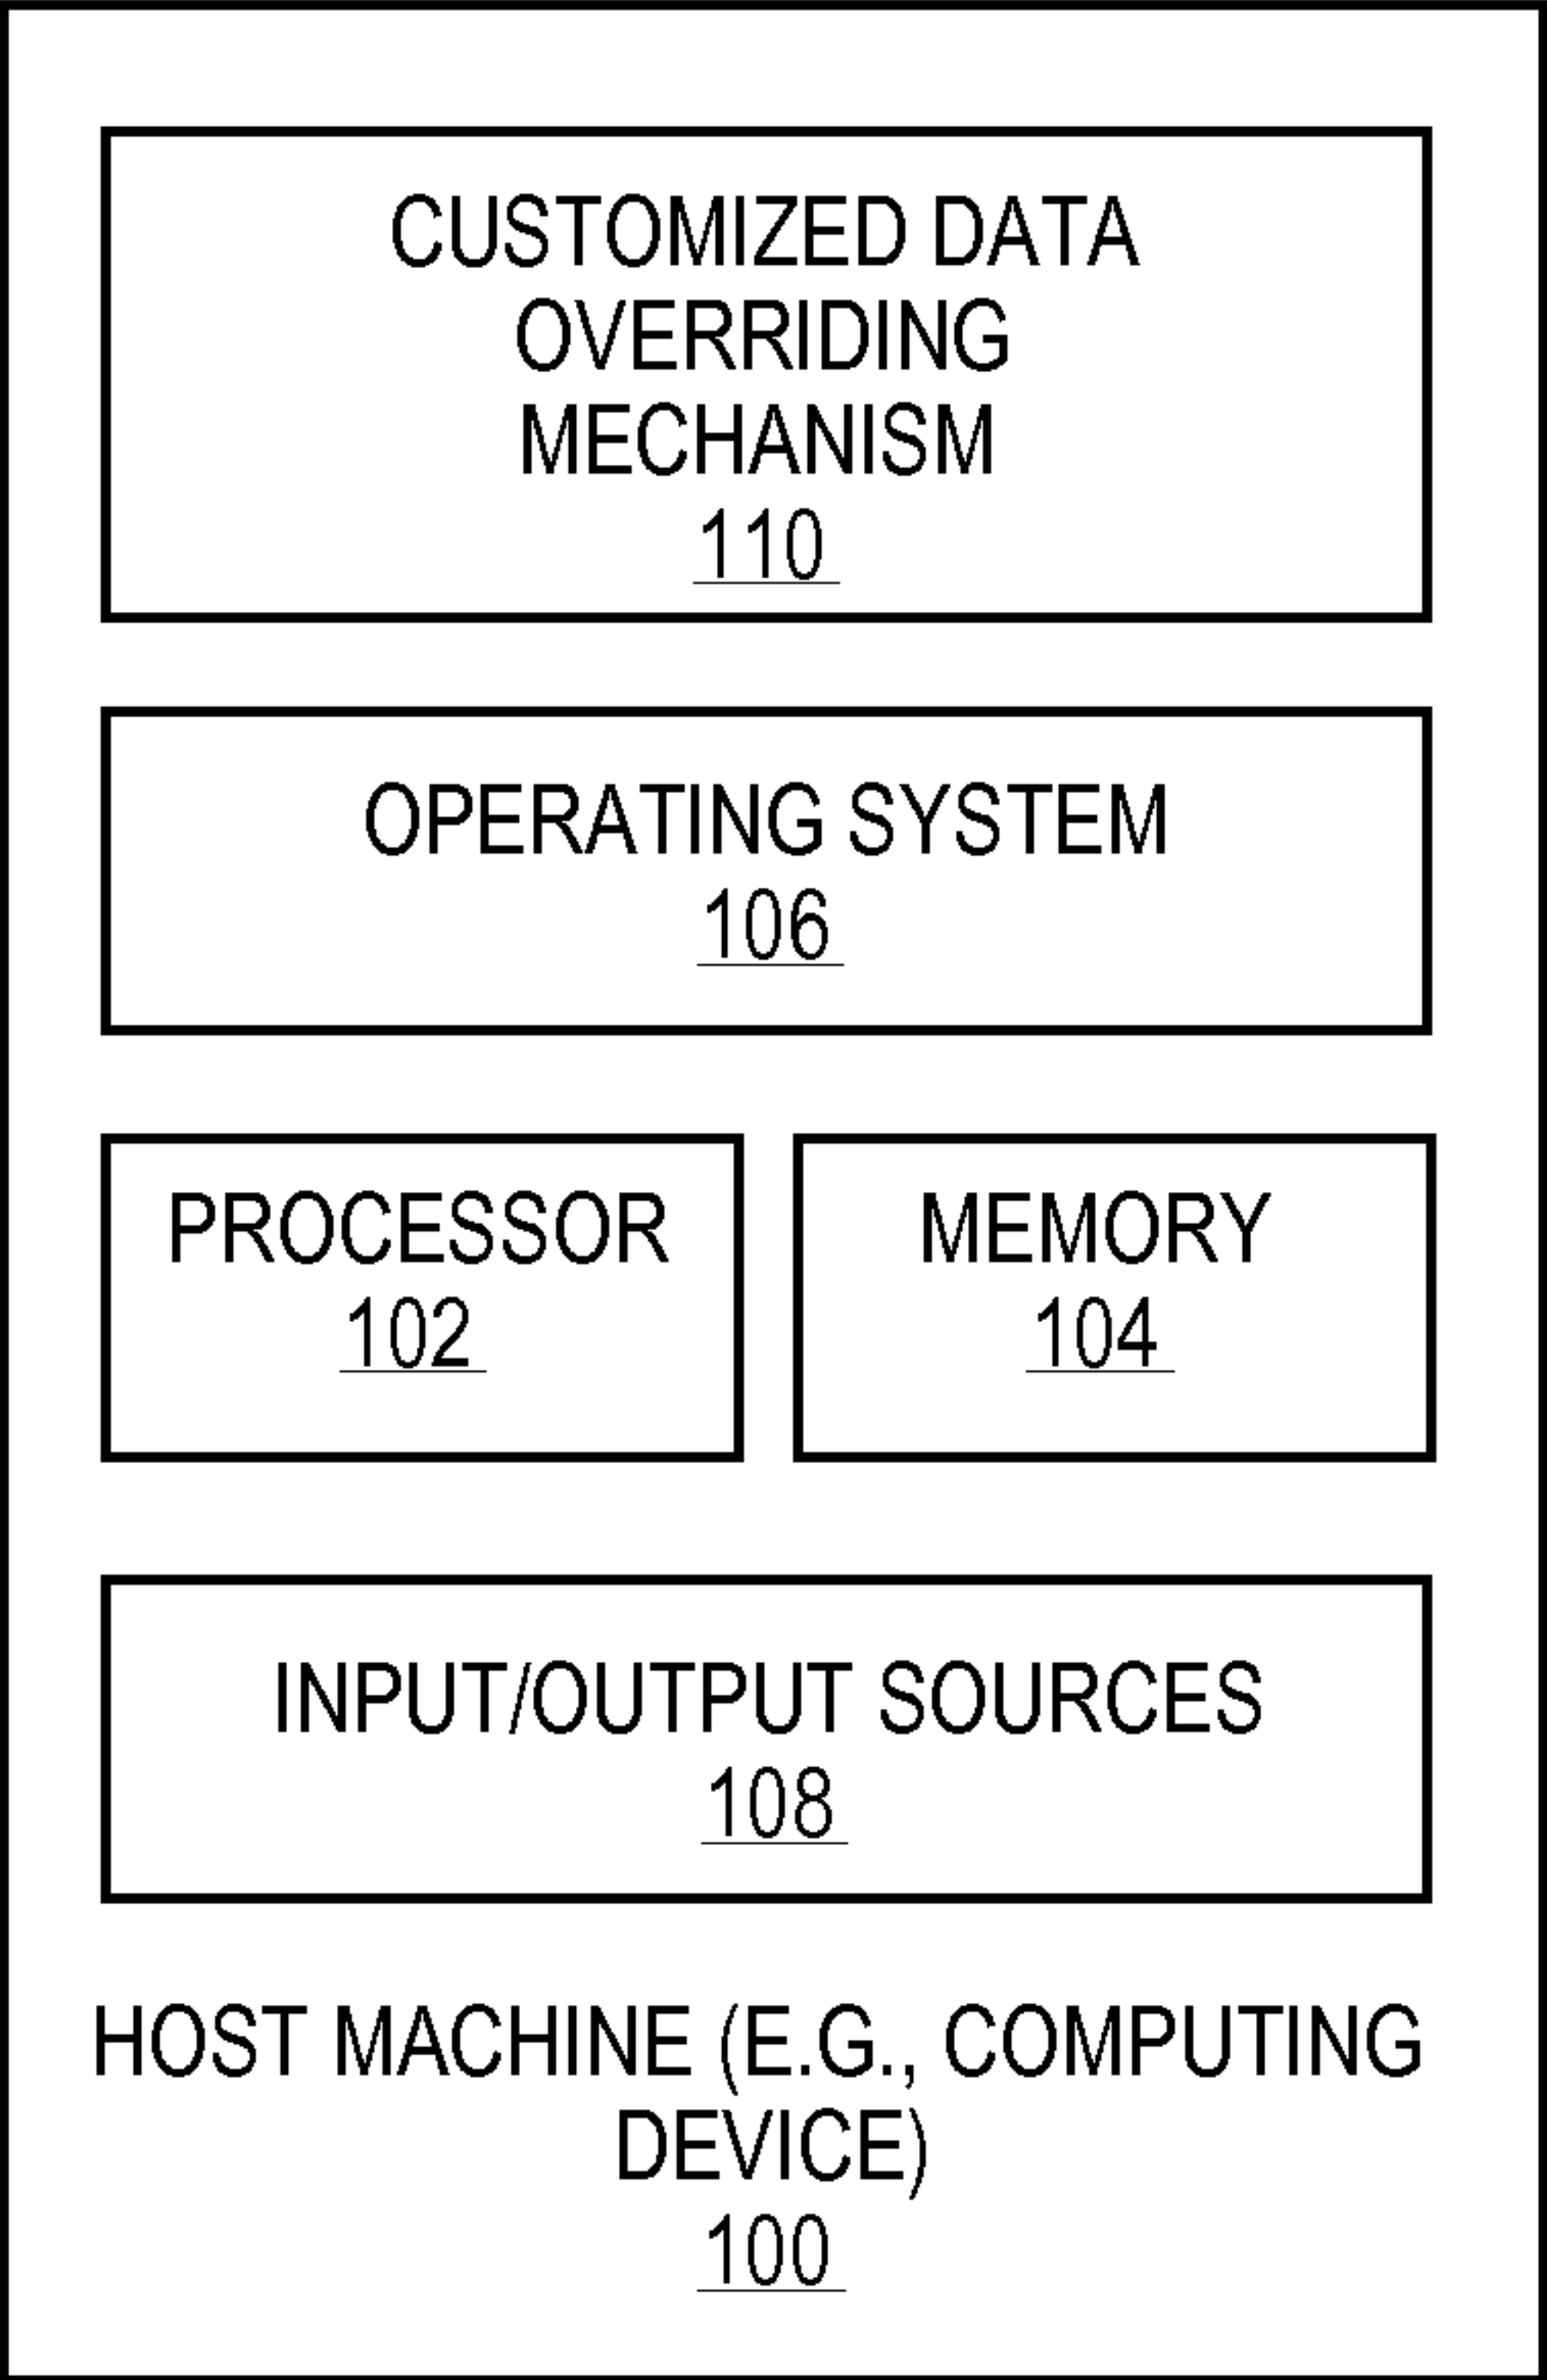 CUSTOMIZED DATA
OVERRIDING
MECHANISM
110
OPERATING SYSTEM
106
PROCESSOR
102
MEMORY
104
INPUT/OUTPUT SOURCES
108
HOST MACHINE (E.G., COMPUTING
DEVICE)
100